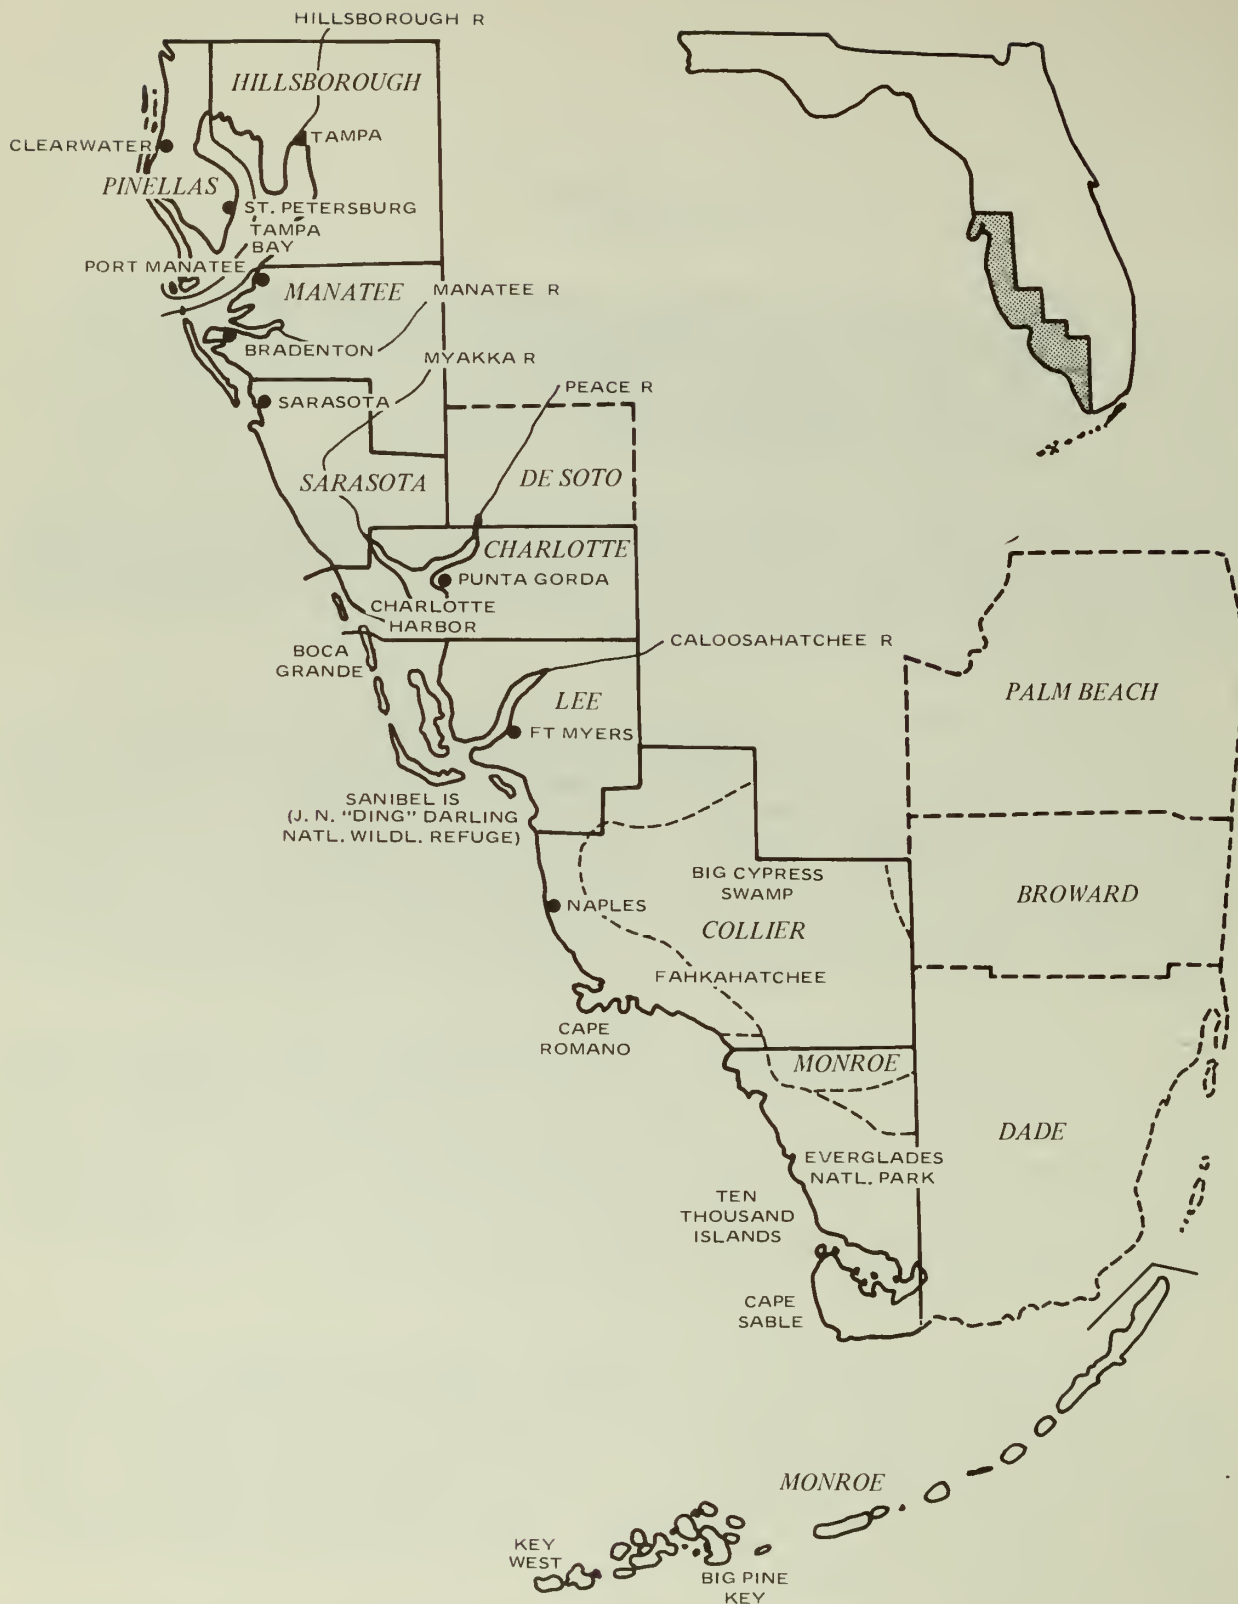 HILLSBOROUGH R
HILLSBOROUGH
TAMPA
CLEARWATER
PINELLAS
ST. PETERSBURG
TAMPA
BAY
PORT MANATEE
MANATEE
MANATEE R
BRADENTON
MYAKKA R
PEACE R
SARASOTA
SARASOTA
DE SOTO
CHARLOTTE
PUNTA GORDA
CHARLOTTE
HARBOR
BOCA
GRANDE
CALOOSAHATCHEE R
LEE
PALM BEACH
FT MYERS
SANIBEL IS
(J. N. "DING" DARLING
NATL. WILDL. REFUGE)
BIG CYPRESS
SWAMP
BROWARD
NAPLES
COLLIER
FAHKAHATCHEE
CAPE
ROMANO
MONROE
DADE
EVERGLADES
NATL. PARK
TEN
THOUSAND
ISLANDS
CAPE
SABLE
MONROE
KEY
WEST
BIG PINE
KEY